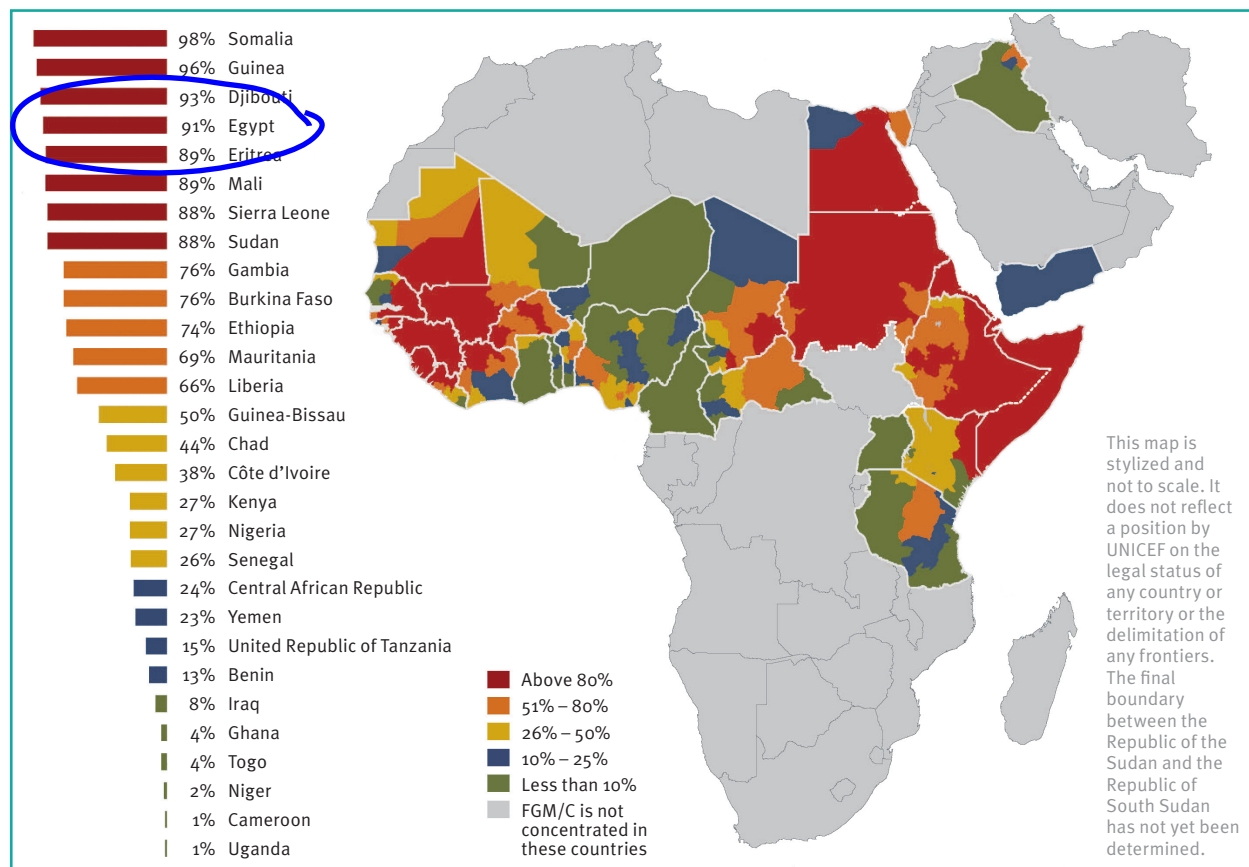 98% Somalia
96% Guinea
93% Djibouti
91% Egypt
89% Eritrea
89% Mali
88% Sierra Leone
88% Sudan
76% Gambia
76% Burkina Faso
74% Ethiopia
69% Mauritania
66% Liberia
50% Guinea-Bissau
44% Chad
38% Côte d'Ivoire
27% Kenya
27% Nigeria
26% Senegal
24% Central African Republic
23% Yemen
15% United Republic of Tanzania
13% Benin
8% Iraq
4% Ghana
4% Togo
2% Niger
1% Cameroon
1% Uganda
Above 80%
51% – 80%
26% – 50%
10% – 25%
Less than 10%
FGM/C is not
concentrated in
these countries
This map is
stylized and
not to scale. It
does not reflect
a position by
UNICEF on the
legal status of
any country or
territory or the
delimitation of
any frontiers.
The final
boundary
between the
Republic of the
Sudan and the
Republic of
South Sudan
has not yet been
determined.